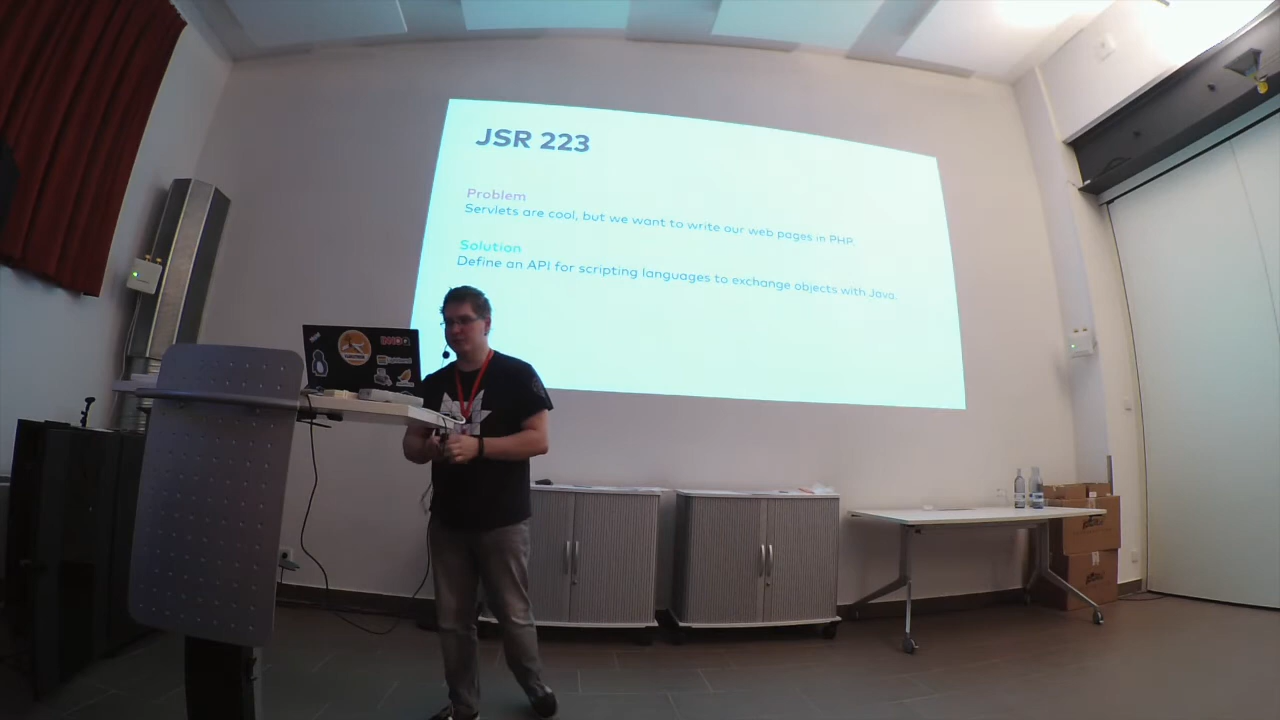 JSR 223
Problem
Servlets are cool, but we want to write our web pages in PHP.
Solution
Define an API for scripting languages to exchange objects with Java.